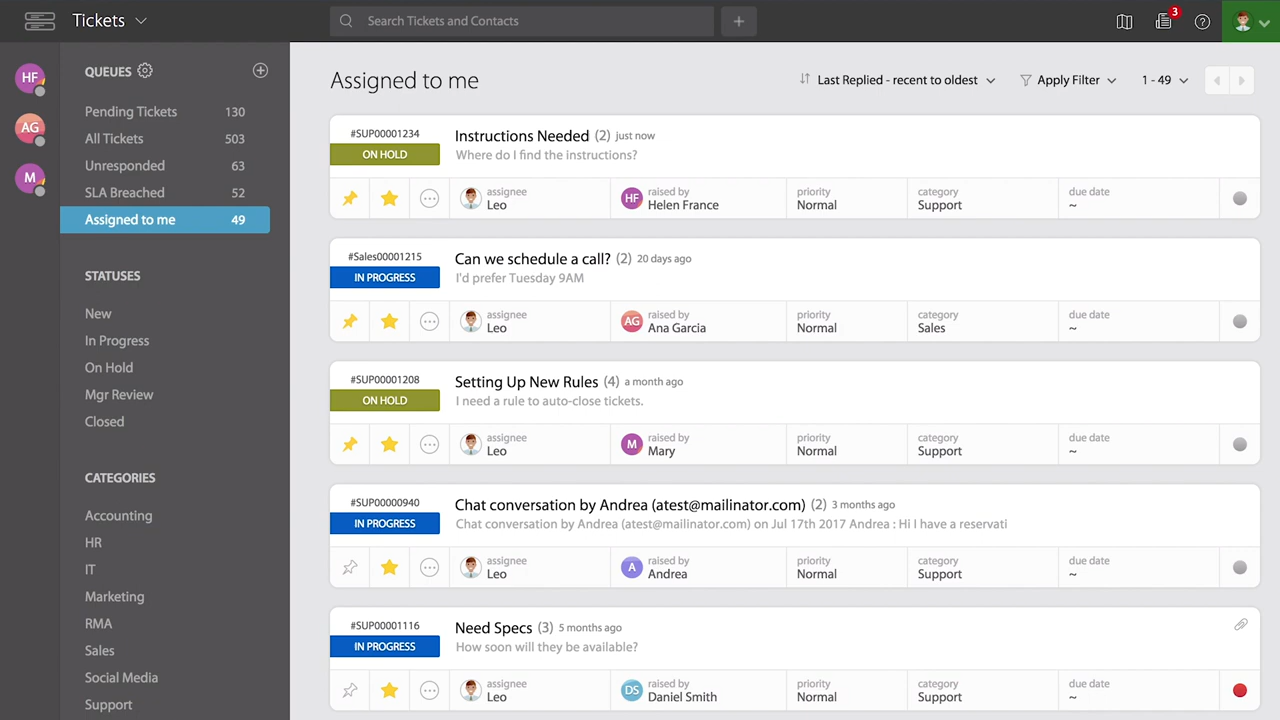 Tickets
Search Tickets and Contacts
+
3
?
HF
AG
M
QUEUES
Pending Tickets 130
All Tickets 503
Unresponded 63
SLA Breached 52
Assigned to me 49
STATUSES
New
In Progress
On Hold
Mgr Review
Closed
CATEGORIES
Accounting
HR
IT
Marketing
RMA
Sales
Social Media
Support
Assigned to me
Last Replied - recent to oldest
Apply Filter
1 - 49
#SUP00001234
ON HOLD
Instructions Needed (2) just now
Where do I find the instructions?
assignee
Leo
HF
raised by
Helen France
priority
Normal
category
Support
due date
~
#Sales00001215
IN PROGRESS
Can we schedule a call? (2) 20 days ago
I'd prefer Tuesday 9AM
assignee
Leo
AG
raised by
Ana Garcia
priority
Normal
category
Sales
due date
~
#SUP00001208
ON HOLD
Setting Up New Rules (4) a month ago
I need a rule to auto-close tickets.
assignee
Leo
M
raised by
Mary
priority
Normal
category
Support
due date
~
#SUP00000940
IN PROGRESS
Chat conversation by Andrea (atest@mailinator.com) (2) 3 months ago
Chat conversation by Andrea (atest@mailinator.com) on Jul 17th 2017 Andrea : Hi I have a reservati
assignee
Leo
A
raised by
Andrea
priority
Normal
category
Support
due date
~
#SUP00001116
IN PROGRESS
Need Specs (3) 5 months ago
How soon will they be available?
assignee
Leo
DS
raised by
Daniel Smith
priority
Normal
category
Support
due date
~